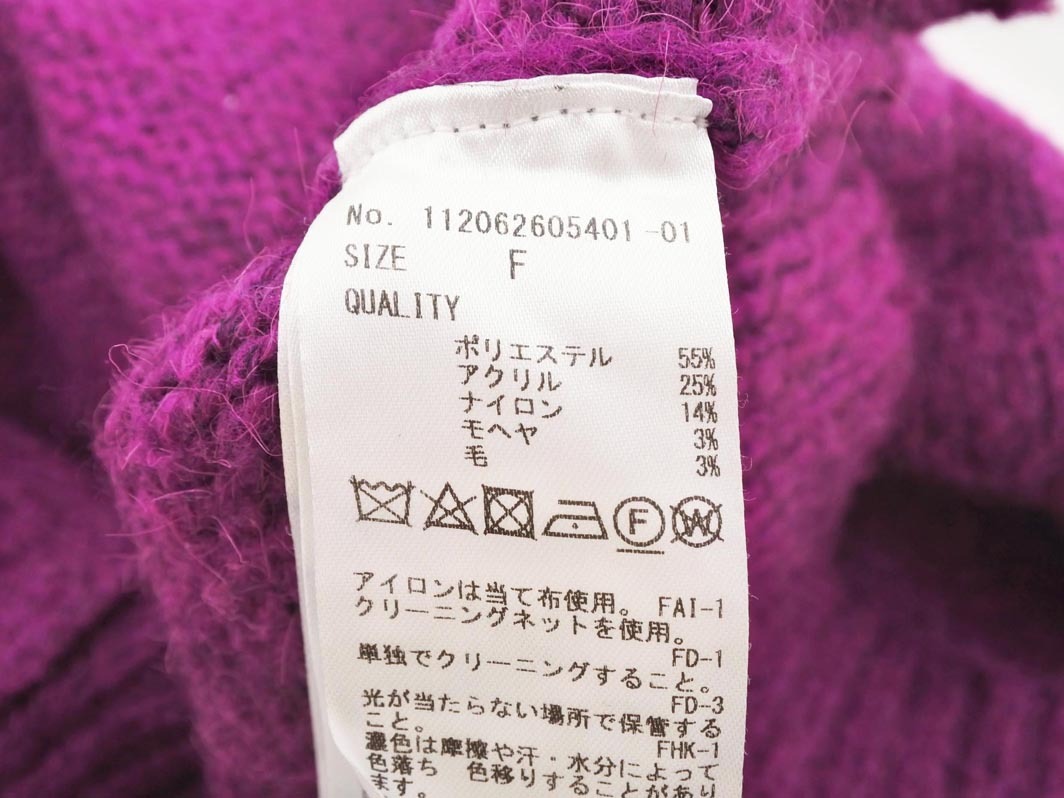 No. 112062605401-01
SIZE F
QUALITY
ポリエステル 55%
アクリル 25%
ナイロン 14%
モヘヤ 3%
毛 3%
F W
アイロンは当て布使用。 FAI-1
クリーニングネットを使用。
FD-1
単独でクリーニングすること。
FD-3
光が当たらない場所で保管する
こと。
FHK-1
濃色は摩擦や汗・水分によって
色落ち 色移りすることがあり
ます。